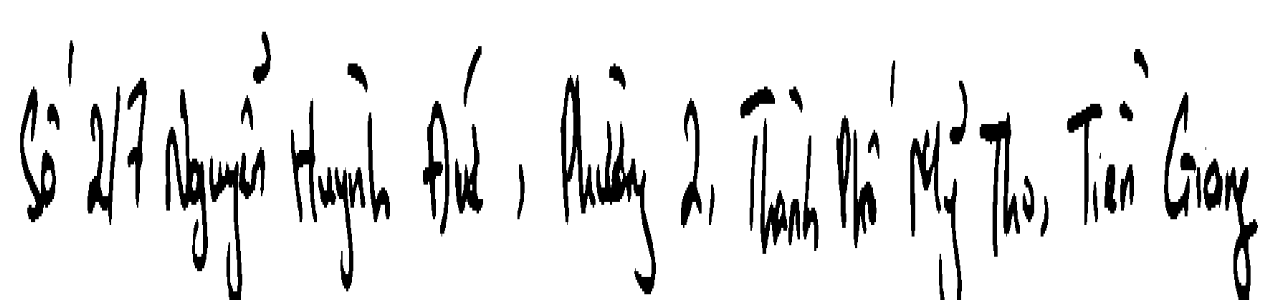 Số 2/7 Nguyễn Huỳnh Đức, Phường 2, Thành Phố Mỹ Tho, Tiền Giang